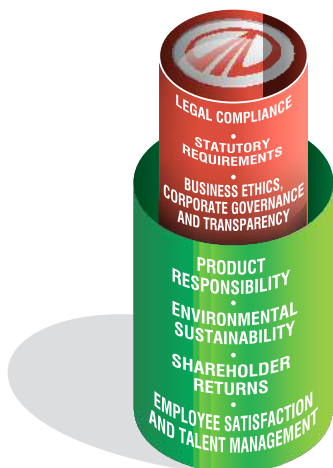 LEGAL COMPLIANCE
•
STATUTORY
REQUIREMENTS
•
BUSINESS ETHICS,
CORPORATE GOVERNANCE
AND TRANSPARENCY
PRODUCT
RESPONSIBILITY
•
ENVIRONMENTAL
SUSTAINABILITY
•
SHAREHOLDER
RETURNS
•
EMPLOYEE SATISFACTION
AND TALENT MANAGEMENT